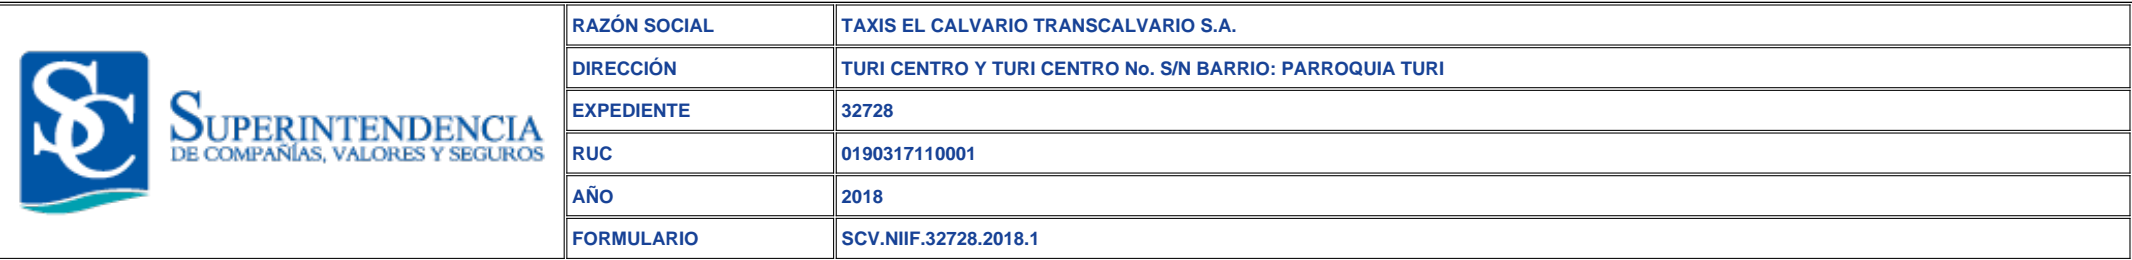 SC
SUPERINTENDENCIA
DE COMPAÑÍAS, VALORES Y SEGUROS
RAZÓN SOCIAL TAXIS EL CALVARIO TRANSCALVARIO S.A.
DIRECCIÓN TURI CENTRO Y TURI CENTRO No. S/N BARRIO: PARROQUIA TURI
EXPEDIENTE 32728
RUC 0190317110001
AÑO 2018
FORMULARIO SCV.NIIF.32728.2018.1